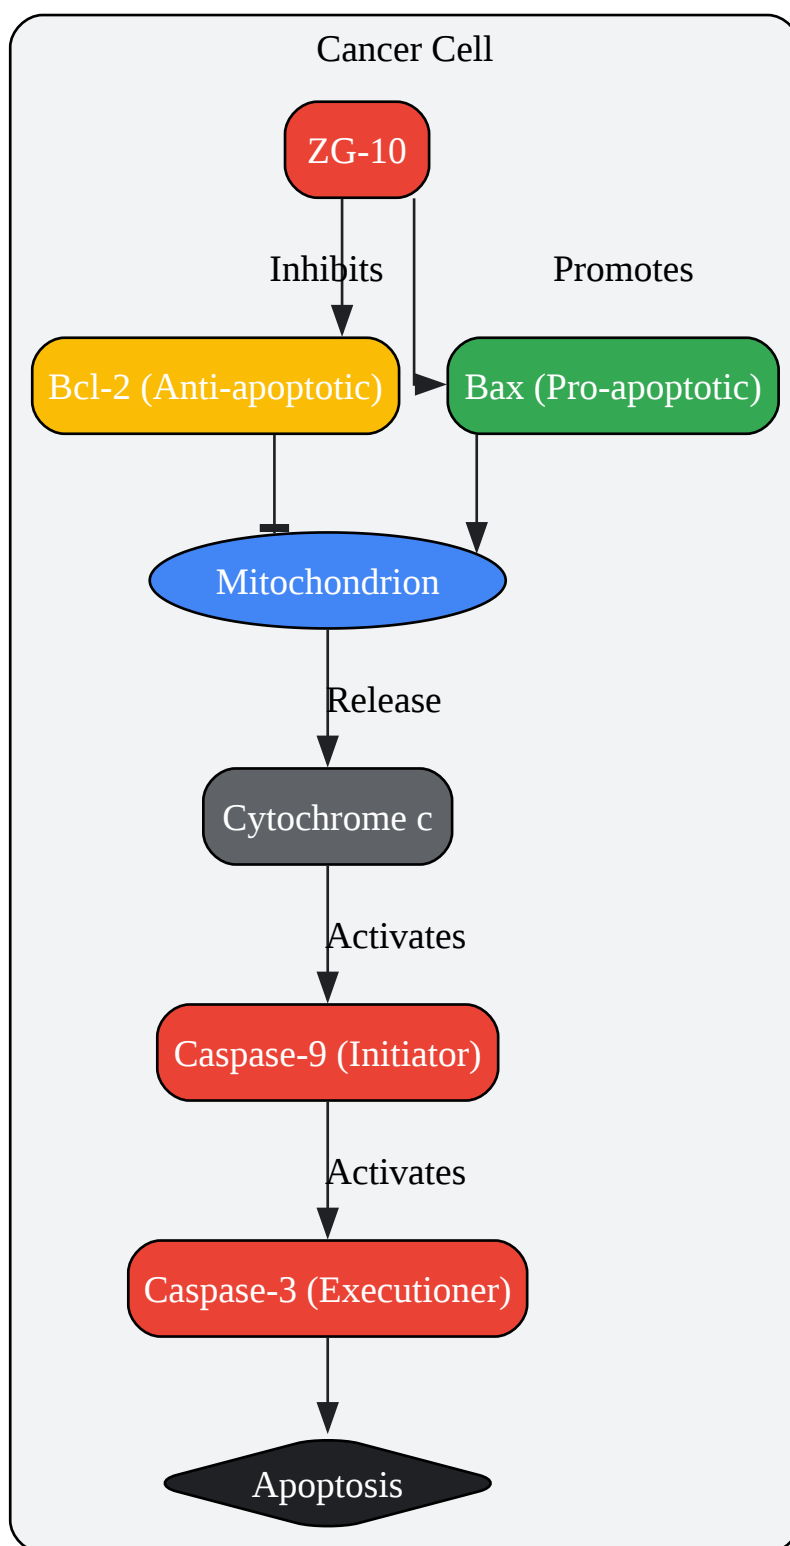 Cancer Cell
ZG-10
Inhibits
Promotes
Bcl-2 (Anti-apoptotic)
Bax (Pro-apoptotic)
Mitochondrion
Release
Cytochrome c
Activates
Caspase-9 (Initiator)
Activates
Caspase-3 (Executioner)
Apoptosis